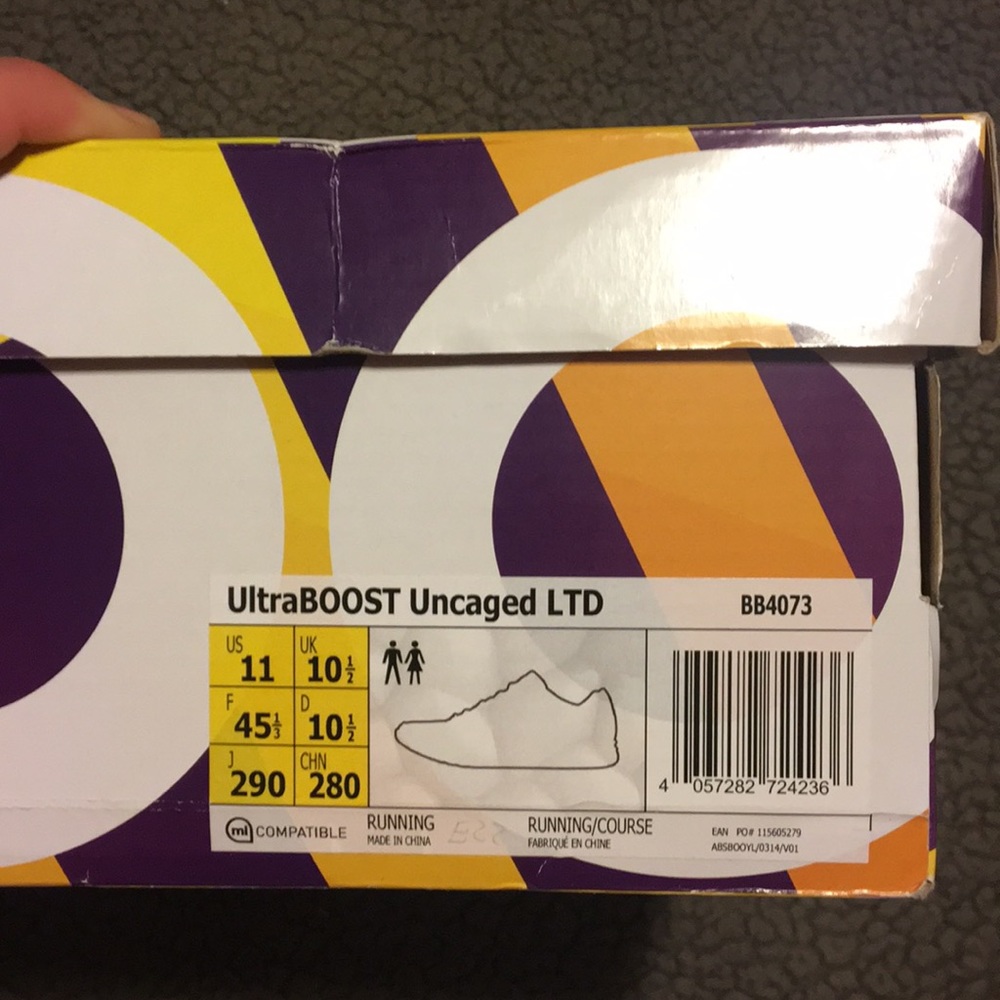 UltraBOOST Uncaged LTD BB4073
US 11 UK 10½
F 45⅓ D 10½
J 290 CHN 280
4 057282 724236
mi COMPATIBLE
RUNNING
MADE IN CHINA
RUNNING/COURSE
FABRIQUÉ EN CHINE
EAN PO# 115605279
ABSBOOYL/0314/V01